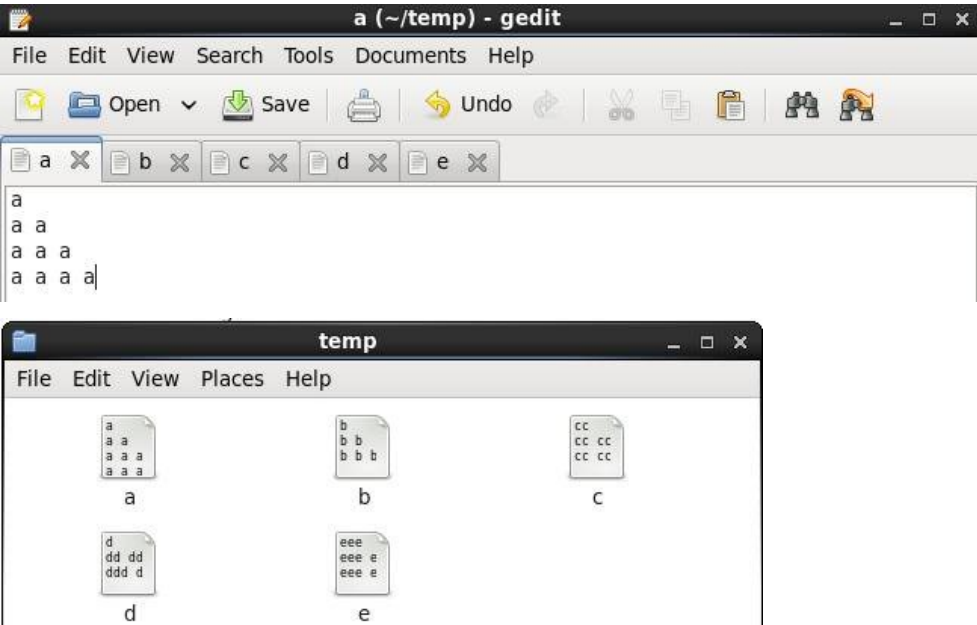 a (~/temp) - gedit
File Edit View Search Tools Documents Help
Open Save Undo
a b c d e
a
a a
a a a
a a a a
temp
File Edit View Places Help
a
a a
a a a
a a a
a
b
b b
b b b
b
cc
cc cc
cc cc
c
d
dd dd
ddd d
d
eee
eee e
eee e
e